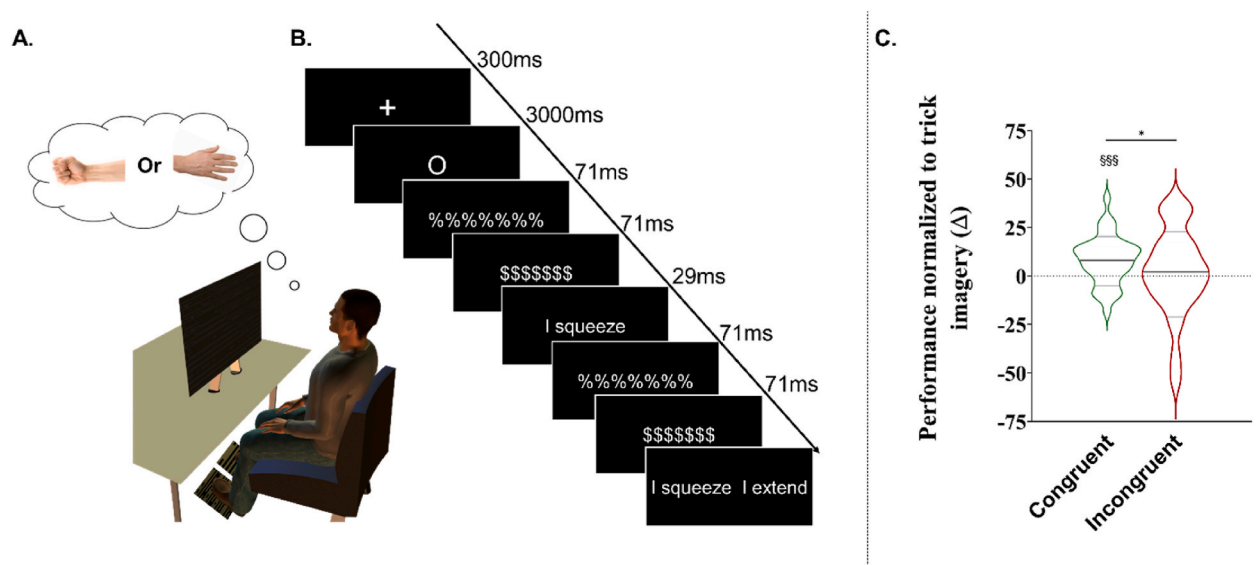 A.
Or
B.
300ms
3000ms
71ms
71ms
29ms
71ms
71ms
+
O
%%%%%%%
$$$$$$$
I squeeze
%%%%%%%
$$$$$$$
I squeeze I extend
C.
Performance normalized to trick
imagery (Δ)
75
50
25
0
-25
-50
-75
*
§§§
Congruent
Incongruent